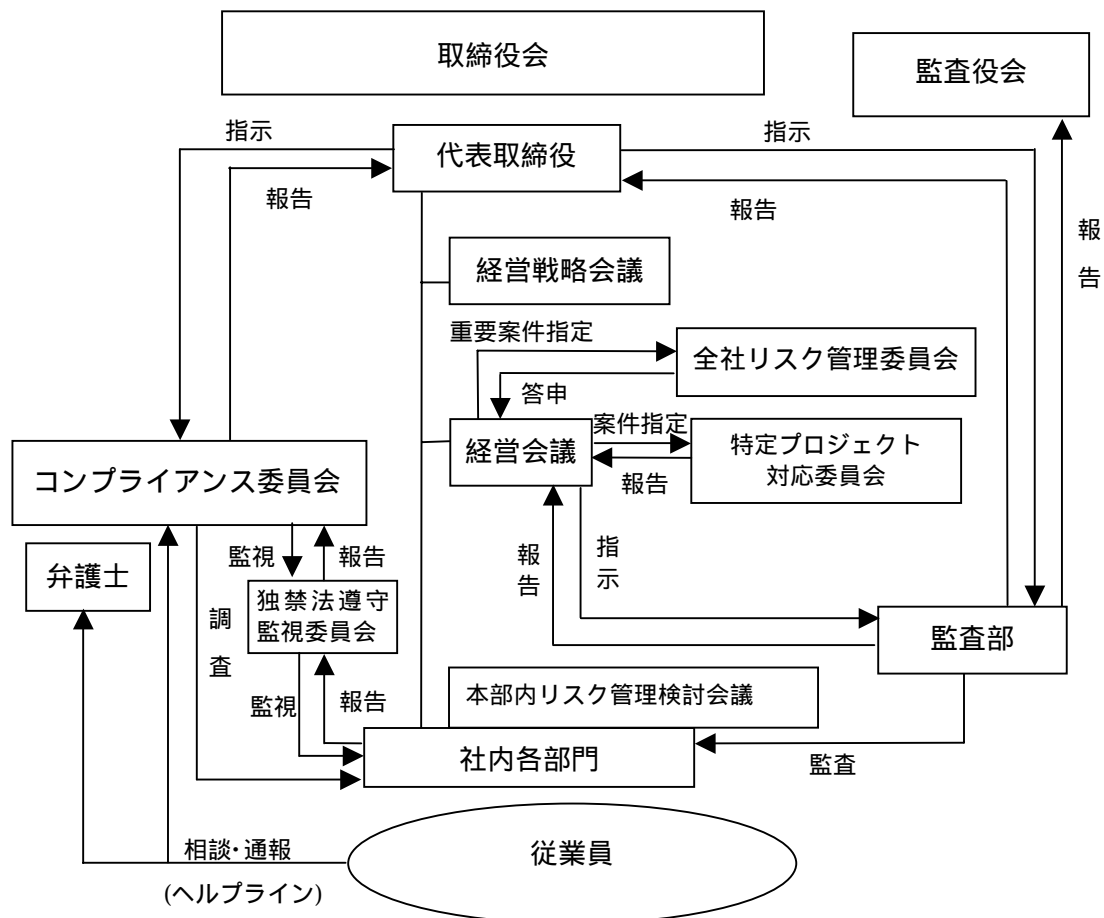 取締役会
監査役会
指示
代表取締役
指示
報告
報告
報告
経営戦略会議
重要案件指定
全社リスク管理委員会
答申
案件指定
経営会議
特定プロジェクト
対応委員会
報告
コンプライアンス委員会
監視
報告
報告
指示
弁護士
独禁法遵守
監視委員会
調査
監査部
本部内リスク管理検討会議
監視
報告
社内各部門
監査
相談・通報
(ヘルプライン)
従業員